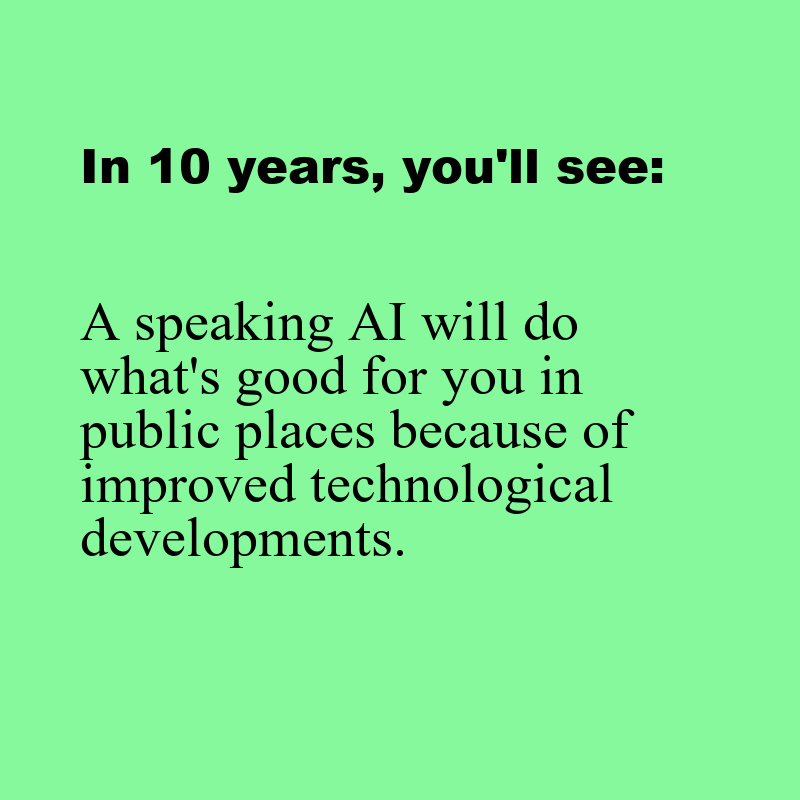 In 10 years, you'll see:
A speaking AI will do
what's good for you in
public places because of
improved technological
developments.